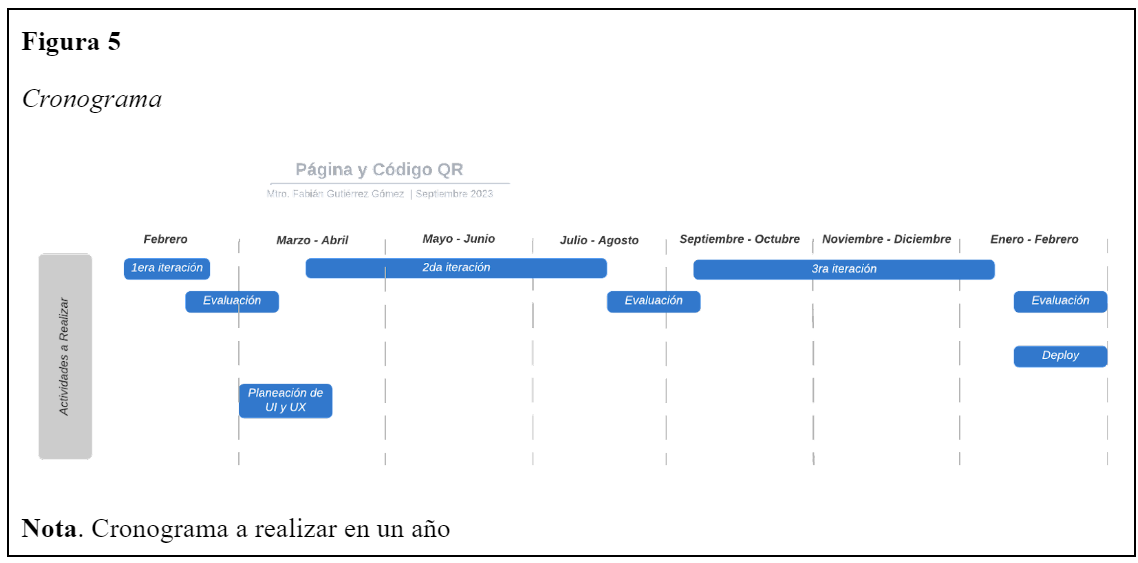 Figura 5
Cronograma
Página y Código QR
Mtro. Fabián Gutiérrez Gómez | Septiembre 2023
Febrero
Marzo - Abril
Mayo - Junio
Julio - Agosto
Septiembre - Octubre
Noviembre - Diciembre
Enero - Febrero
Actividades a Realizar
1era iteración
2da iteración
3ra iteración
Evaluación
Evaluación
Evaluación
Deploy
Planeación de
UI y UX
Nota. Cronograma a realizar en un año